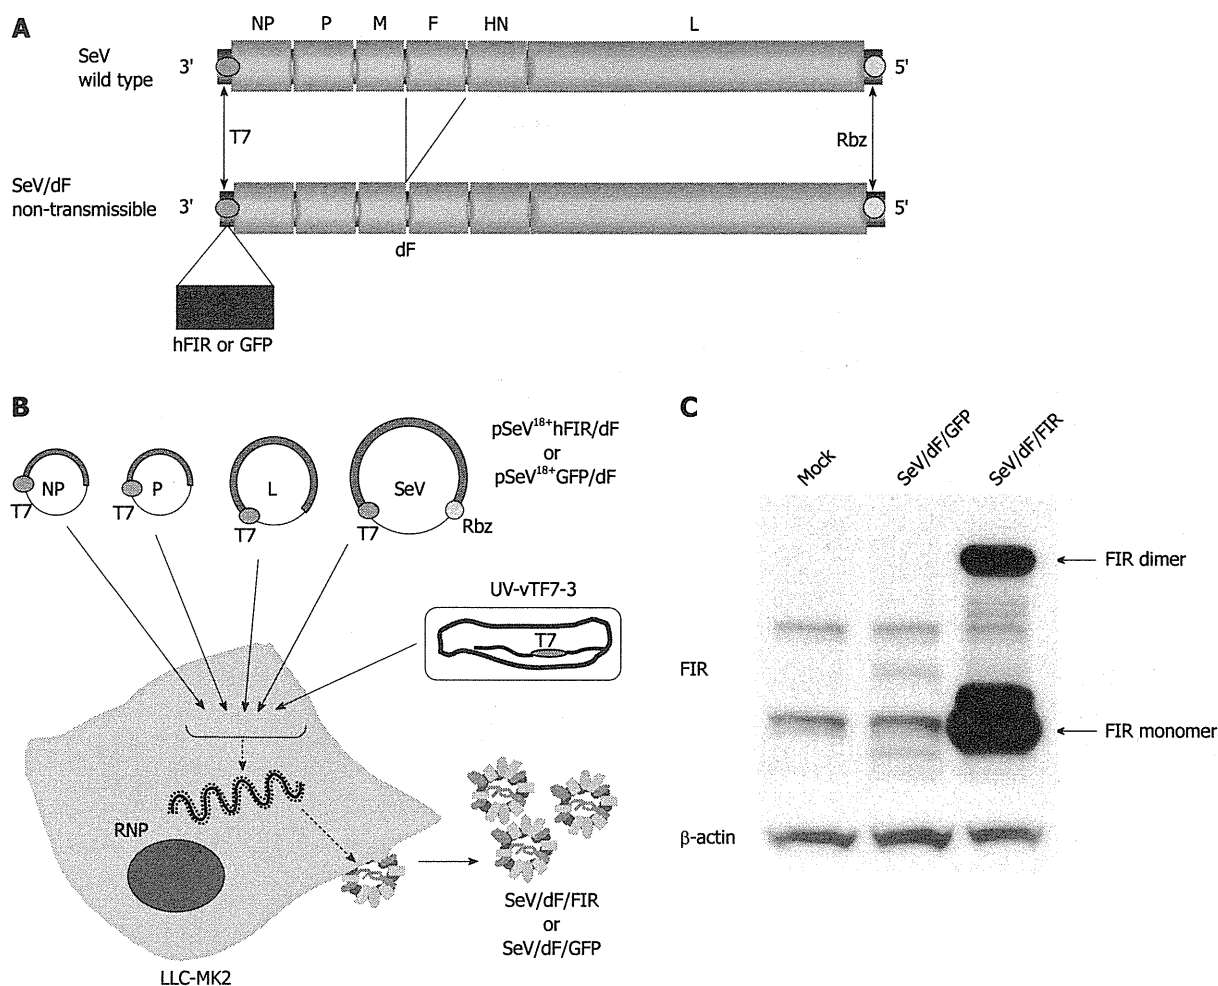 A
NP P M F HN L
SeV
wild type
3' 5'
T7 Rbz
SeV/dF
non-transmissible
3' 5'
dF
hFIR or GFP
B
NP P L SeV
T7 T7 T7 T7 Rbz
pSeV18+hFIR/dF
or
pSeV18+GFP/dF
UV-vTF7-3
T7
RNP
LLC-MK2
SeV/dF/FIR
or
SeV/dF/GFP
C
Mock
SeV/dF/GFP
SeV/dF/FIR
FIR dimer
FIR
FIR monomer
β-actin